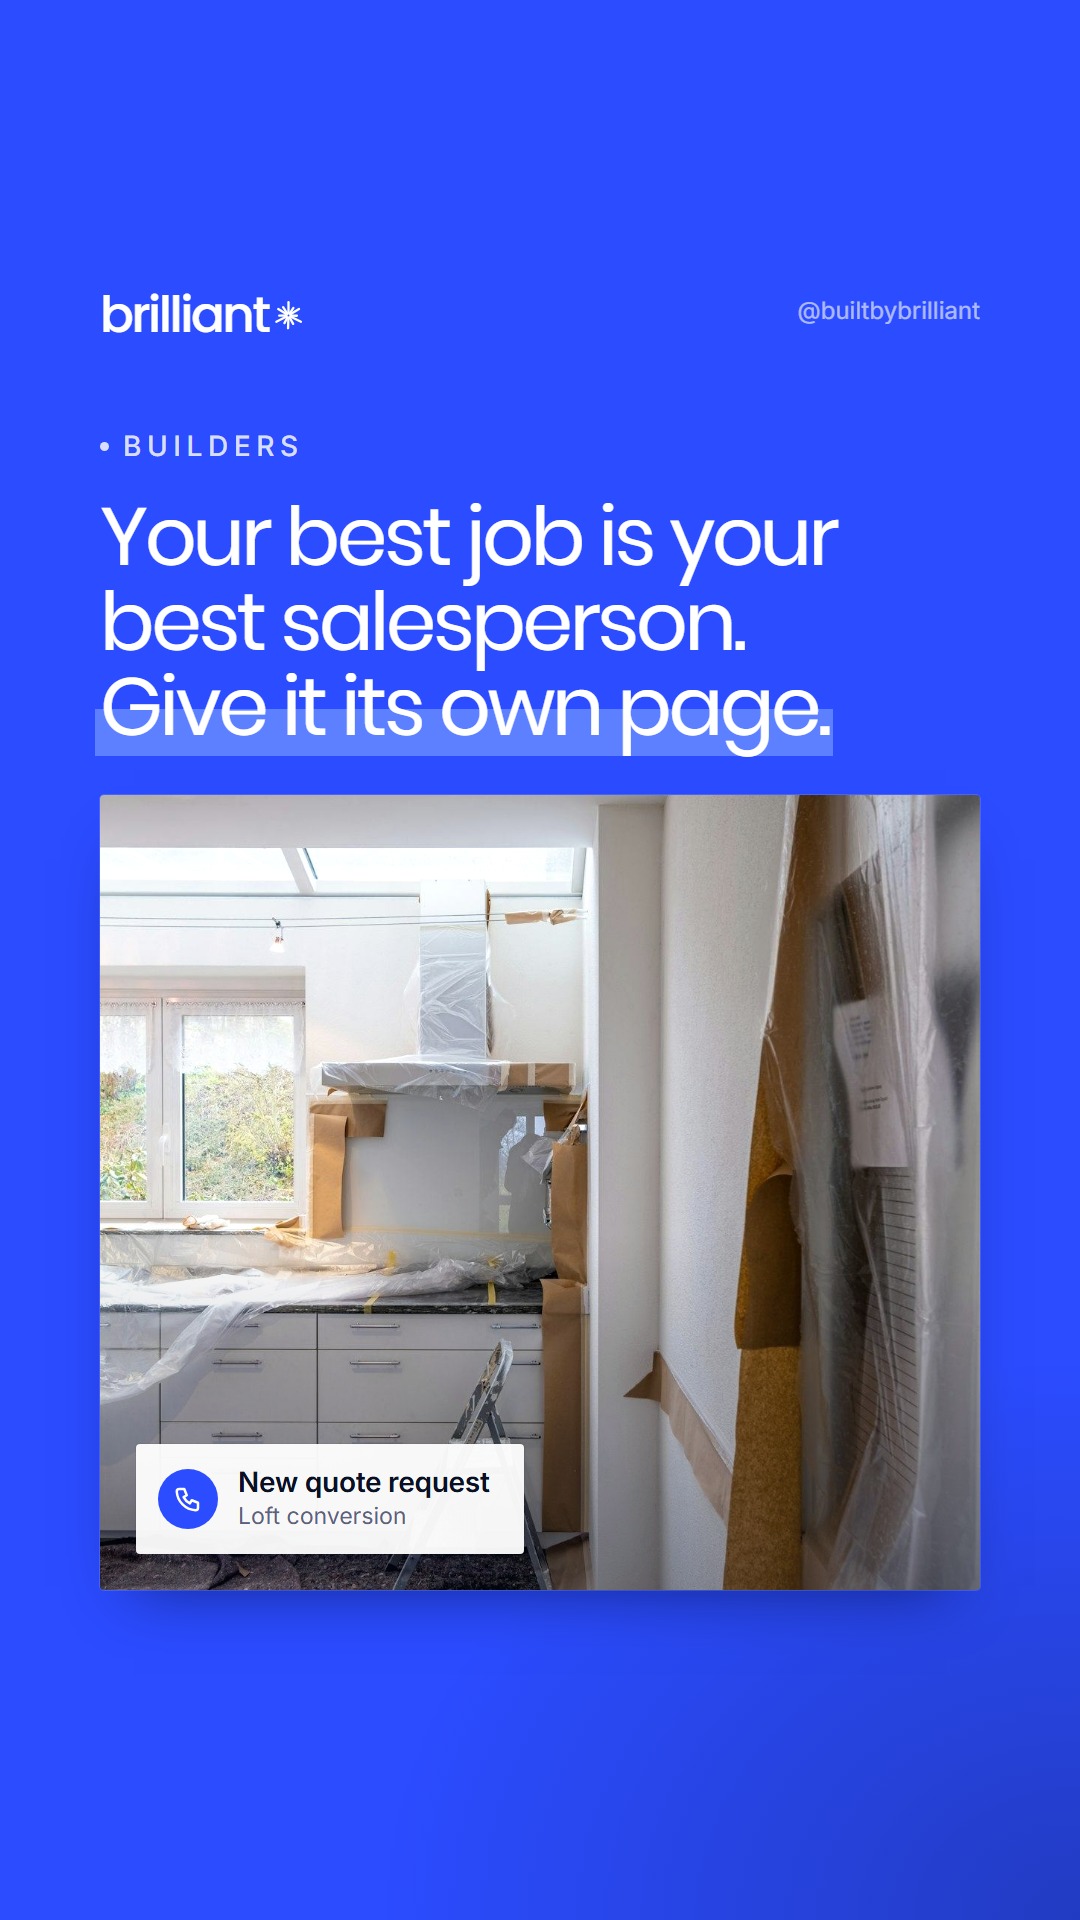 brilliant
@builtbybrilliant
• BUILDERS
Your best job is your
best salesperson.
Give it its own page.
New quote request
Loft conversion